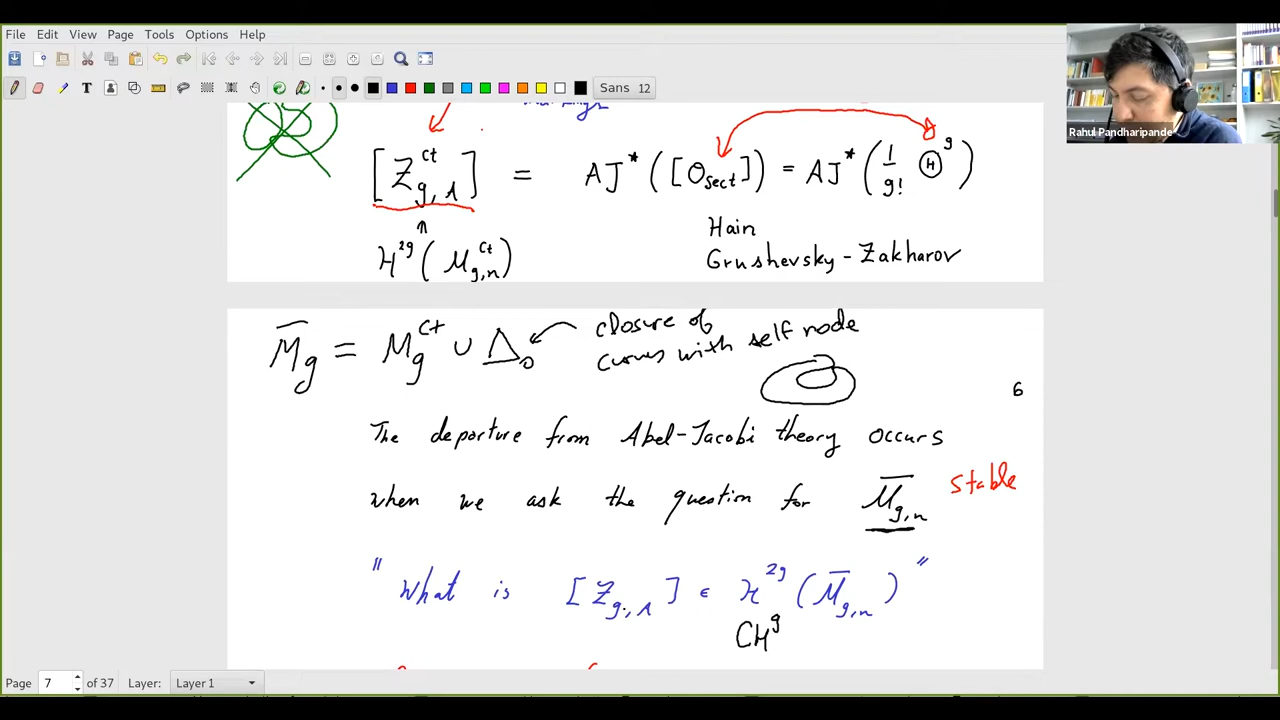 File Edit View Page Tools Options Help
Sans 12
Rahul Pandharipande
[Z^{ct}_{g,A}] = AJ^*([Θ_{sect}]) = AJ^*(1/g! Ⓗ^g)
H^{2g}(M^{ct}_{g,n})
Hain
Grushevsky - Zakharov
M̄_g = M_g^{ct} ∪ Δ_0
closure of
curves with self node
6
The departure from Abel-Jacobi theory occurs
when we ask the question for M̄_{g,n} stable
"What is [Z_{g,A}] ∈ H^{2g}(M̄_{g,n})"
CH^g
Page 7 of 37 Layer: Layer 1